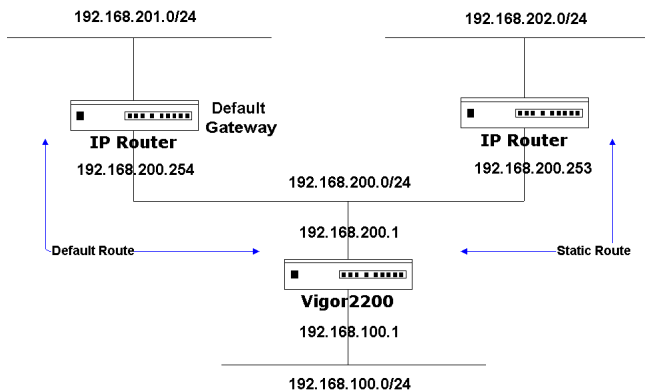 192.168.201.0/24
192.168.202.0/24
Default
Gateway
IP Router
192.168.200.254
IP Router
192.168.200.253
192.168.200.0/24
192.168.200.1
Default Route
Static Route
Vigor2200
192.168.100.1
192.168.100.0/24